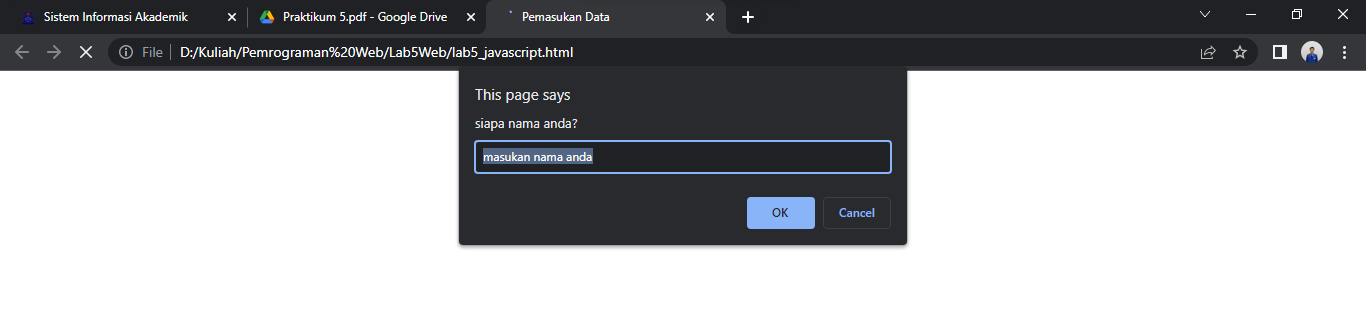 Sistem Informasi Akademik
Praktikum 5.pdf - Google Drive
Pemasukan Data
File
D:/Kuliah/Pemrograman%20Web/Lab5Web/lab5_javascript.html
This page says
siapa nama anda?
masukan nama anda
OK
Cancel